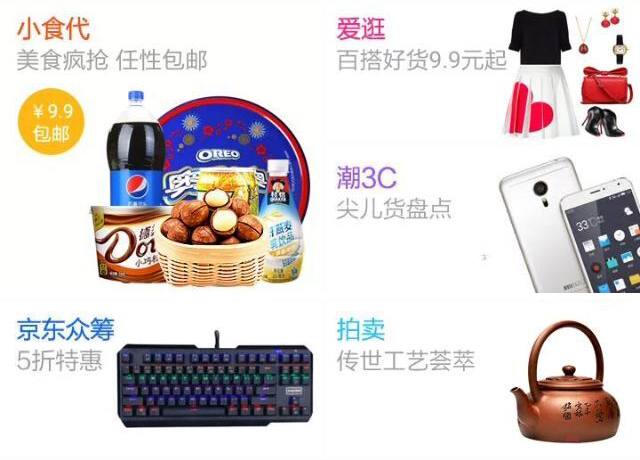 小食代
美食疯抢 任性包邮
¥9.9
包邮
OREO
Dove
爱逛
百搭好货9.9元起
潮3C
尖儿货盘点
京东众筹
5折特惠
拍卖
传世工艺荟萃